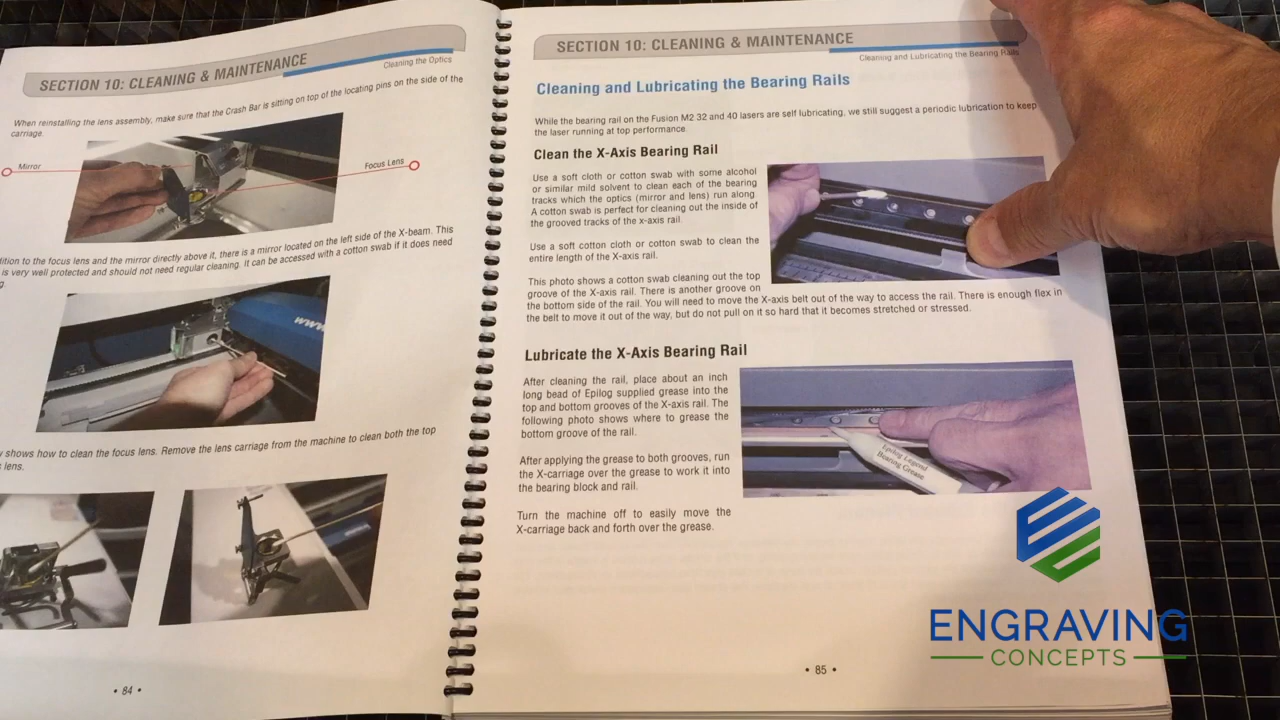 SECTION 10: CLEANING & MAINTENANCE
Cleaning the Optics
When reinstalling the lens assembly, make sure that the Crash Bar is sitting on top of the locating pins on the side of the
carriage.
Mirror
Focus Lens
dition to the focus lens and the mirror directly above it, there is a mirror located on the left side of the X-beam. This
is very well protected and should not need regular cleaning. It can be accessed with a cotton swab if it does need
g.
www
shows how to clean the focus lens. Remove the lens carriage from the machine to clean both the top
lens.
• 84 •
SECTION 10: CLEANING & MAINTENANCE
Cleaning and Lubricating the Bearing Rails
Cleaning and Lubricating the Bearing Rails
While the bearing rail on the Fusion M2 32 and 40 lasers are self lubricating, we still suggest a periodic lubrication to keep
the laser running at top performance.
Clean the X-Axis Bearing Rail
Use a soft cloth or cotton swab with some alcohol
or similar mild solvent to clean each of the bearing
tracks which the optics (mirror and lens) run along.
A cotton swab is perfect for cleaning out the inside of
the grooved tracks of the x-axis rail.
Use a soft cotton cloth or cotton swab to clean the
entire length of the X-axis rail.
This photo shows a cotton swab cleaning out the top
groove of the X-axis rail. There is another groove on
the bottom side of the rail. You will need to move the X-axis belt out of the way to access the rail. There is enough flex in
the belt to move it out of the way, but do not pull on it so hard that it becomes stretched or stressed.
Lubricate the X-Axis Bearing Rail
After cleaning the rail, place about an inch
long bead of Epilog supplied grease into the
top and bottom grooves of the X-axis rail. The
following photo shows where to grease the
bottom groove of the rail.
After applying the grease to both grooves, run
the X-carriage over the grease to work it into
the bearing block and rail.
Turn the machine off to easily move the
X-carriage back and forth over the grease.
Epilog Legend
Bearing Grease
• 85 •
ENGRAVING
CONCEPTS